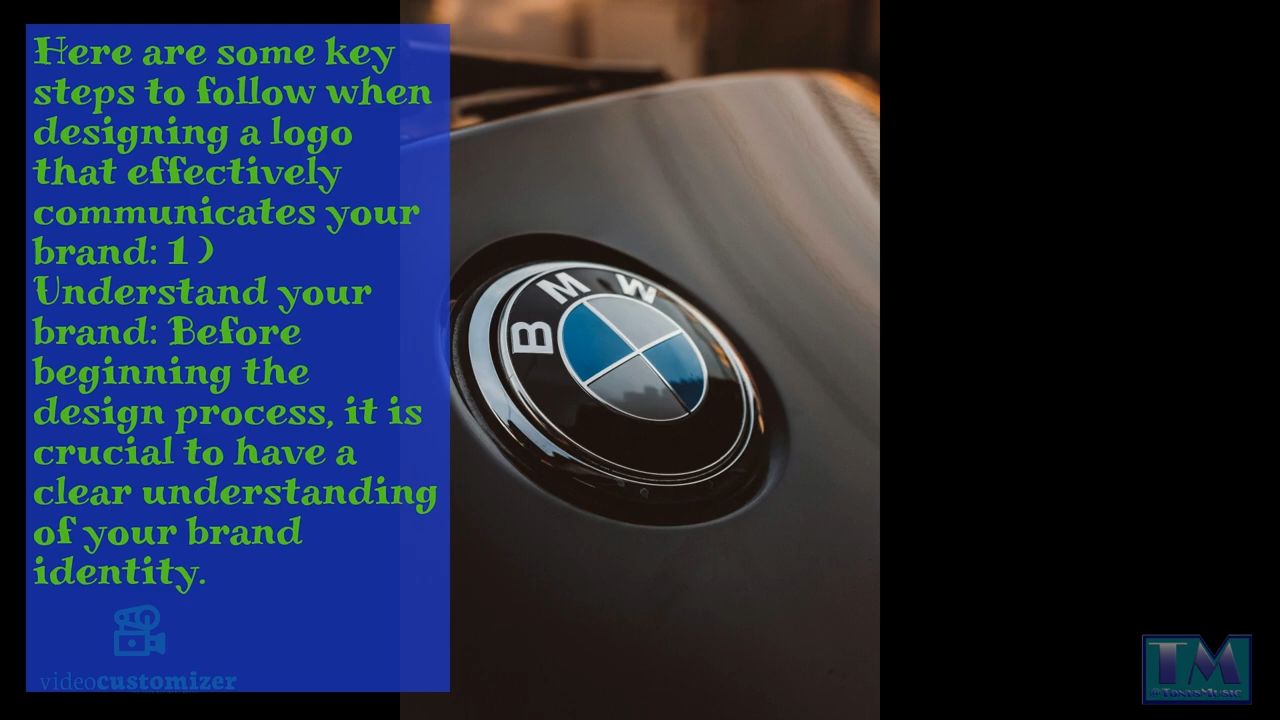 Here are some key
steps to follow when
designing a logo
that effectively
communicates your
brand: 1 )
Understand your
brand: Before
beginning the
design process, it is
crucial to have a
clear understanding
of your brand
identity.
B M W
videocustomizer
TM
@TonysMusic